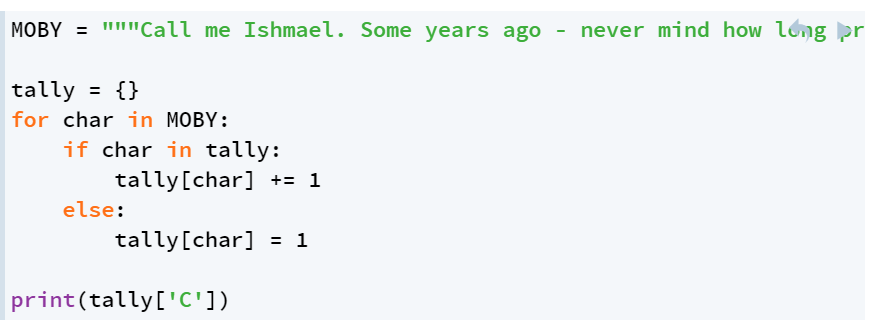 MOBY = """Call me Ishmael. Some years ago - never mind how long pr
tally = {}
for char in MOBY:
    if char in tally:
        tally[char] += 1
    else:
        tally[char] = 1
print(tally['C'])